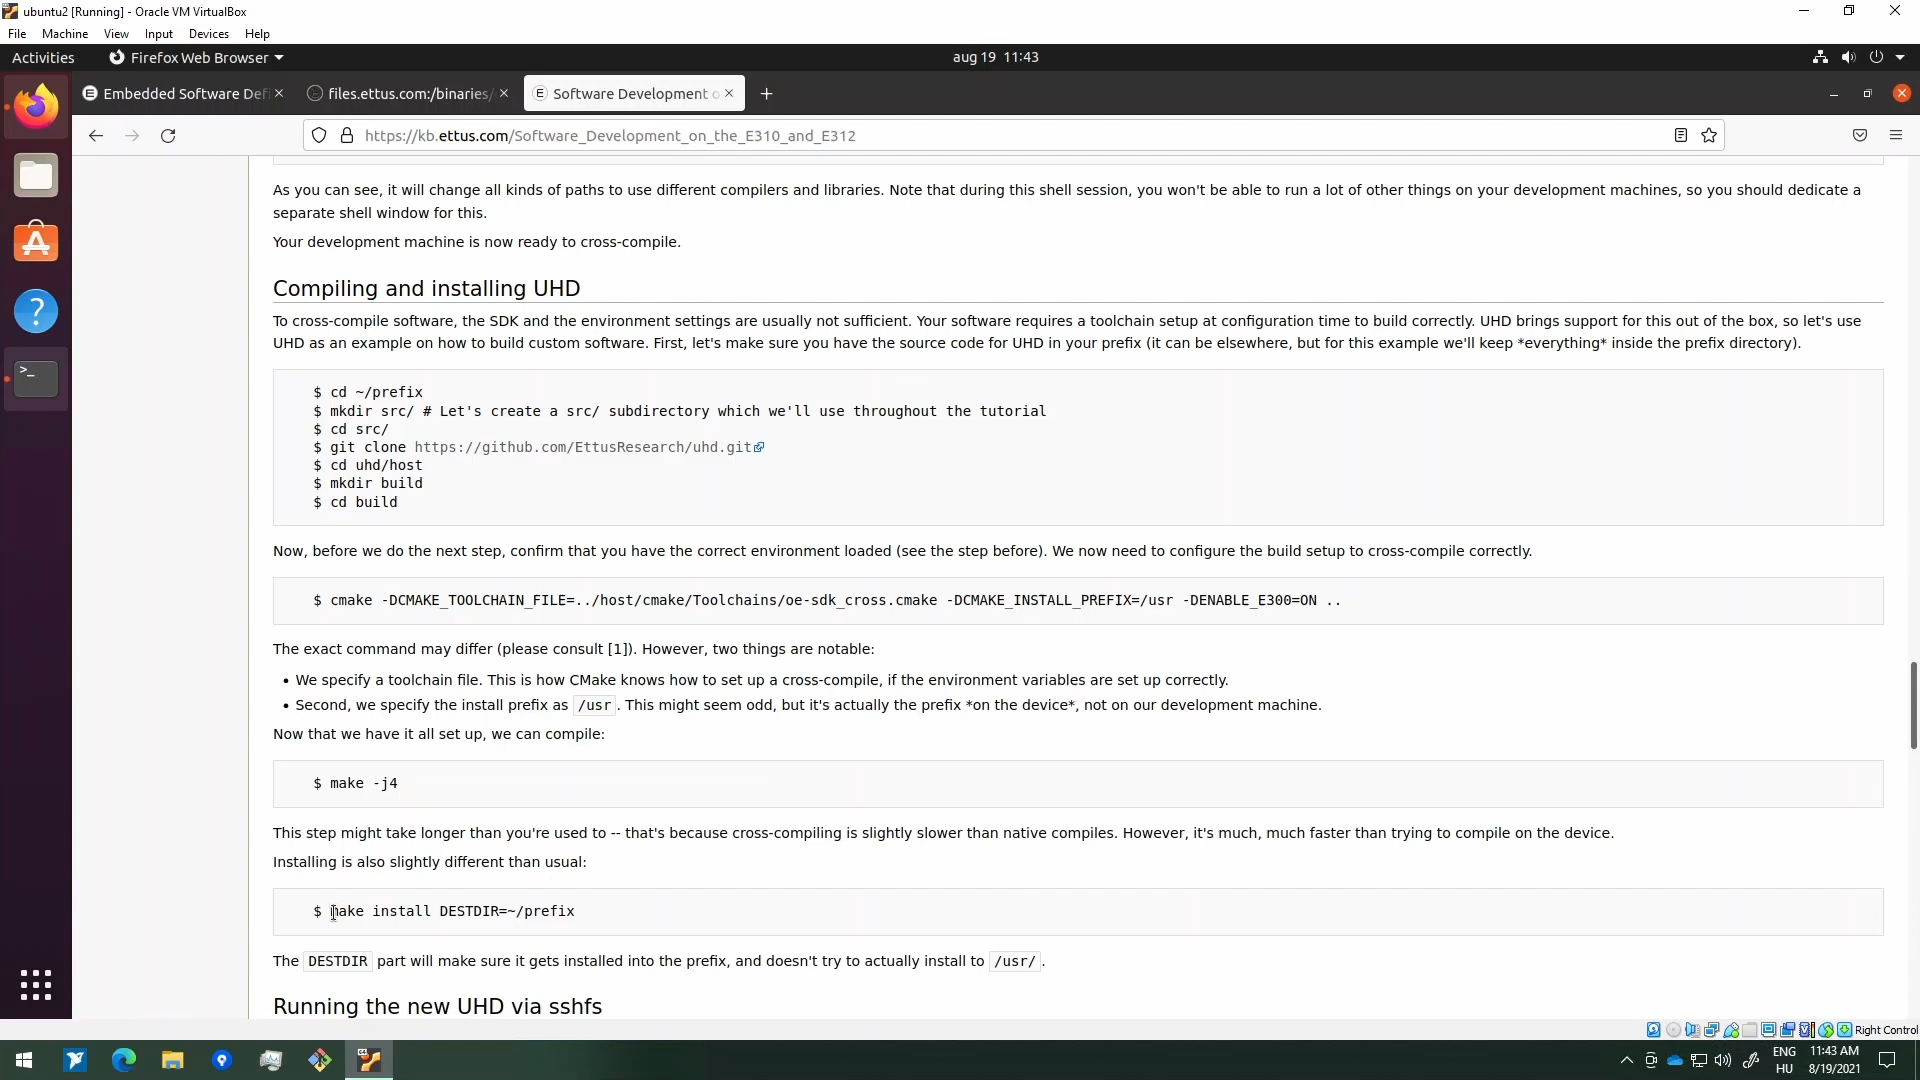 ubuntu2 [Running] - Oracle VM VirtualBox
File Machine View Input Devices Help
Activities Firefox Web Browser aug 19 11:43
Embedded Software Def files.ettus.com:/binaries/ Software Development o
https://kb.ettus.com/Software_Development_on_the_E310_and_E312
As you can see, it will change all kinds of paths to use different compilers and libraries. Note that during this shell session, you won't be able to run a lot of other things on your development machines, so you should dedicate a
separate shell window for this.
Your development machine is now ready to cross-compile.
Compiling and installing UHD
To cross-compile software, the SDK and the environment settings are usually not sufficient. Your software requires a toolchain setup at configuration time to build correctly. UHD brings support for this out of the box, so let's use
UHD as an example on how to build custom software. First, let's make sure you have the source code for UHD in your prefix (it can be elsewhere, but for this example we'll keep *everything* inside the prefix directory).
$ cd ~/prefix
$ mkdir src/ # Let's create a src/ subdirectory which we'll use throughout the tutorial
$ cd src/
$ git clone https://github.com/EttusResearch/uhd.git
$ cd uhd/host
$ mkdir build
$ cd build
Now, before we do the next step, confirm that you have the correct environment loaded (see the step before). We now need to configure the build setup to cross-compile correctly.
$ cmake -DCMAKE_TOOLCHAIN_FILE=../host/cmake/Toolchains/oe-sdk_cross.cmake -DCMAKE_INSTALL_PREFIX=/usr -DENABLE_E300=ON ..
The exact command may differ (please consult [1]). However, two things are notable:
• We specify a toolchain file. This is how CMake knows how to set up a cross-compile, if the environment variables are set up correctly.
• Second, we specify the install prefix as /usr. This might seem odd, but it's actually the prefix *on the device*, not on our development machine.
Now that we have it all set up, we can compile:
$ make -j4
This step might take longer than you're used to -- that's because cross-compiling is slightly slower than native compiles. However, it's much, much faster than trying to compile on the device.
Installing is also slightly different than usual:
$ make install DESTDIR=~/prefix
The DESTDIR part will make sure it gets installed into the prefix, and doesn't try to actually install to /usr/.
Running the new UHD via sshfs
Right Control
ENG 11:43 AM
HU 8/19/2021